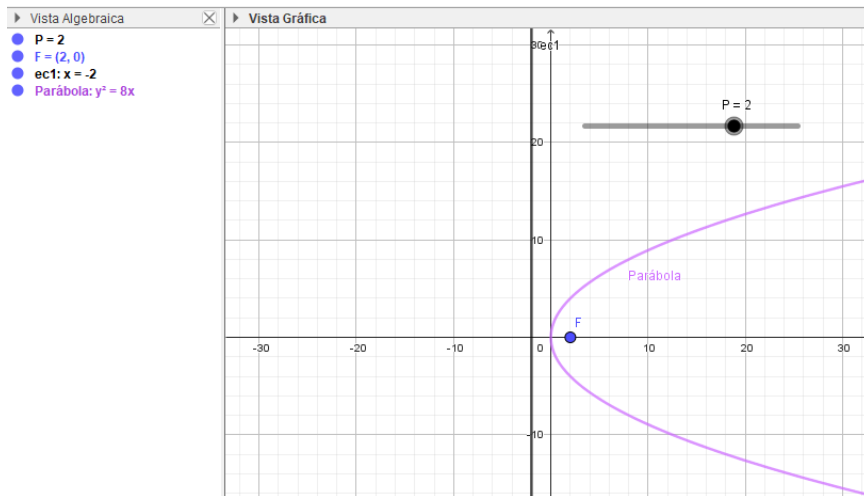 Vista Algebraica
P = 2
F = (2, 0)
ec1: x = -2
Parábola: y² = 8x
Vista Gráfica
30
ec1
P = 2
20
10
Parábola
F
-30 -20 -10 0 10 20 30
-10